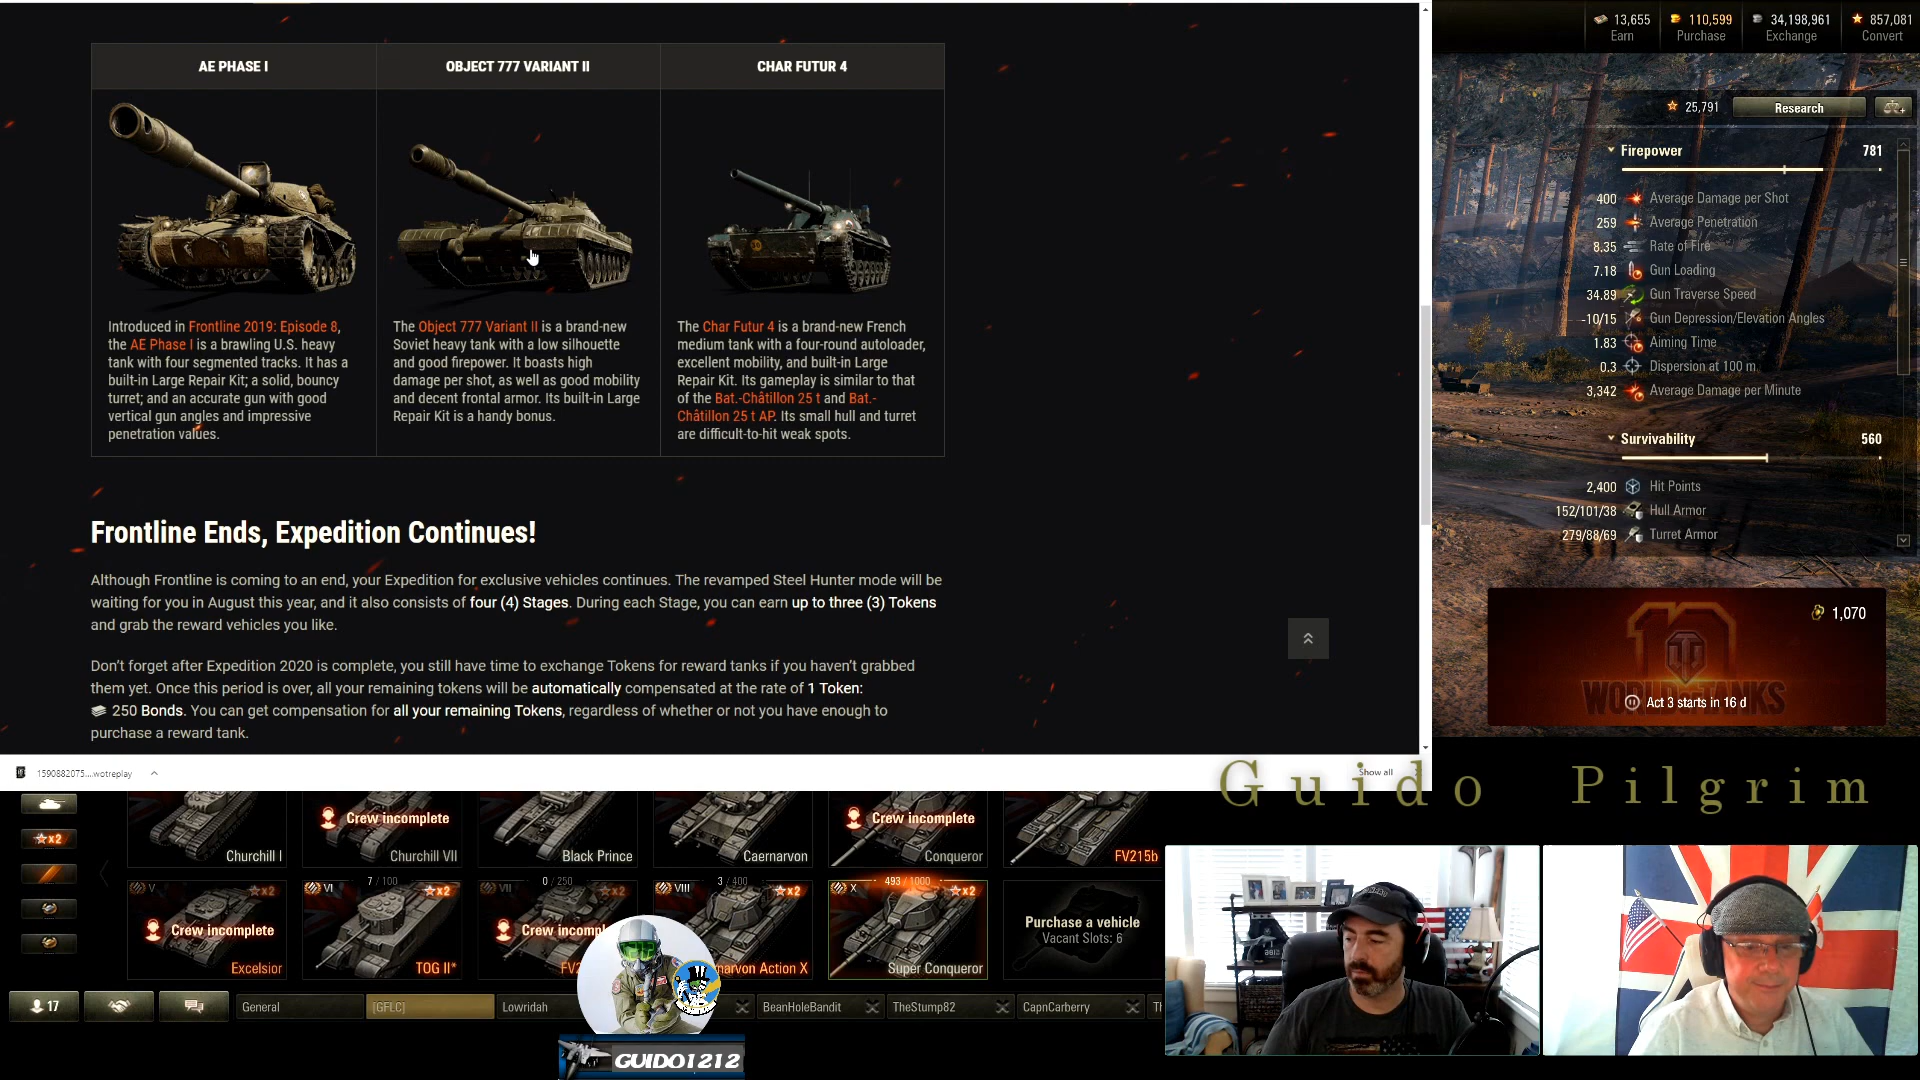 AE PHASE I
OBJECT 777 VARIANT II
CHAR FUTUR 4
Introduced in Frontline 2019: Episode 8,
the AE Phase I is a brawling U.S. heavy
tank with four segmented tracks. It has a
built-in Large Repair Kit; a solid, bouncy
turret; and an accurate gun with good
vertical gun angles and impressive
penetration values.
The Object 777 Variant II is a brand-new
Soviet heavy tank with a low silhouette
and good firepower. It boasts high
damage per shot, as well as good mobility
and decent frontal armor. Its built-in Large
Repair Kit is a handy bonus.
The Char Futur 4 is a brand-new French
medium tank with a four-round autoloader,
excellent mobility, and built-in Large
Repair Kit. Its gameplay is similar to that
of the Bat.-Châtillon 25 t and Bat.-
Châtillon 25 t AP. Its small hull and turret
are difficult-to-hit weak spots.
Frontline Ends, Expedition Continues!
Although Frontline is coming to an end, your Expedition for exclusive vehicles continues. The revamped Steel Hunter mode will be
waiting for you in August this year, and it also consists of four (4) Stages. During each Stage, you can earn up to three (3) Tokens
and grab the reward vehicles you like.
Don't forget after Expedition 2020 is complete, you still have time to exchange Tokens for reward tanks if you haven't grabbed
them yet. Once this period is over, all your remaining tokens will be automatically compensated at the rate of 1 Token:
250 Bonds. You can get compensation for all your remaining Tokens, regardless of whether or not you have enough to
purchase a reward tank.
1590882075....wotreplay
Show all
13,655 110,599 34,198,961 857,081
Earn Purchase Exchange Convert
25,791 Research
Firepower 781
400 Average Damage per Shot
259 Average Penetration
8.35 Rate of Fire
7.18 Gun Loading
34.89 Gun Traverse Speed
-10/15 Gun Depression/Elevation Angles
1.83 Aiming Time
0.3 Dispersion at 100 m
3,342 Average Damage per Minute
Survivability 560
2,400 Hit Points
152/101/38 Hull Armor
279/88/69 Turret Armor
1,070
10
WORLD OF TANKS
Act 3 starts in 16 d
Guido Pilgrim
x2
Churchill I
Crew incomplete
Churchill VII
Black Prince
Caernarvon
Crew incomplete
Conqueror
FV215b
V x2
Crew incomplete
Excelsior
VI 7 / 100 x2
TOG II*
VII 0 / 250 x2
VIII 3 / 400 x2
narvon Action X
X 493 / 1000 x2
Super Conqueror
Purchase a vehicle
Vacant Slots: 6
17
General
[GFLC]
Lowridah
BeanHoleBandit
TheStump82
CapnCarberry
GUIDO1212